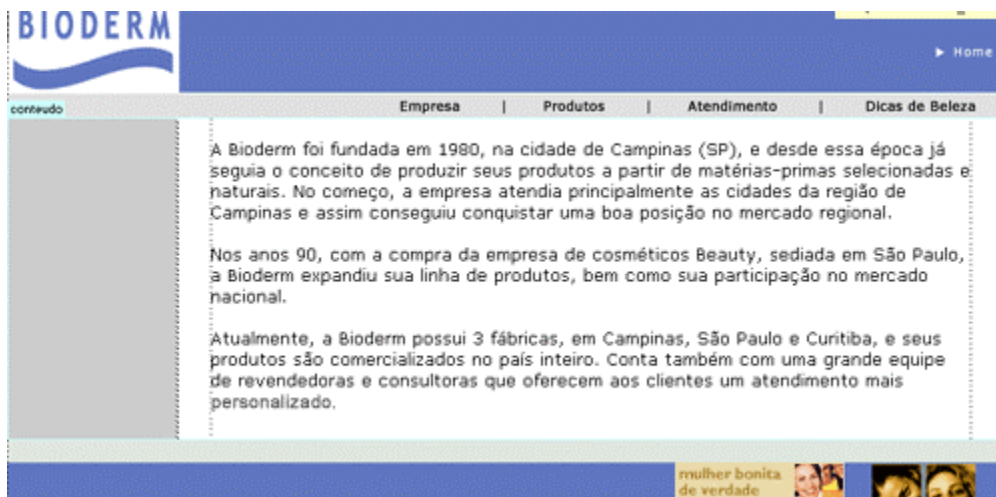 BIODERM
Home
conteudo
Empresa | Produtos | Atendimento | Dicas de Beleza
A Bioderm foi fundada em 1980, na cidade de Campinas (SP), e desde essa época já
seguia o conceito de produzir seus produtos a partir de matérias-primas selecionadas e
naturais. No começo, a empresa atendia principalmente as cidades da região de
Campinas e assim conseguiu conquistar uma boa posição no mercado regional.
Nos anos 90, com a compra da empresa de cosméticos Beauty, sediada em São Paulo,
a Bioderm expandiu sua linha de produtos, bem como sua participação no mercado
nacional.
Atualmente, a Bioderm possui 3 fábricas, em Campinas, São Paulo e Curitiba, e seus
produtos são comercializados no país inteiro. Conta também com uma grande equipe
de revendedoras e consultoras que oferecem aos clientes um atendimento mais
personalizado.
mulher bonita
de verdade